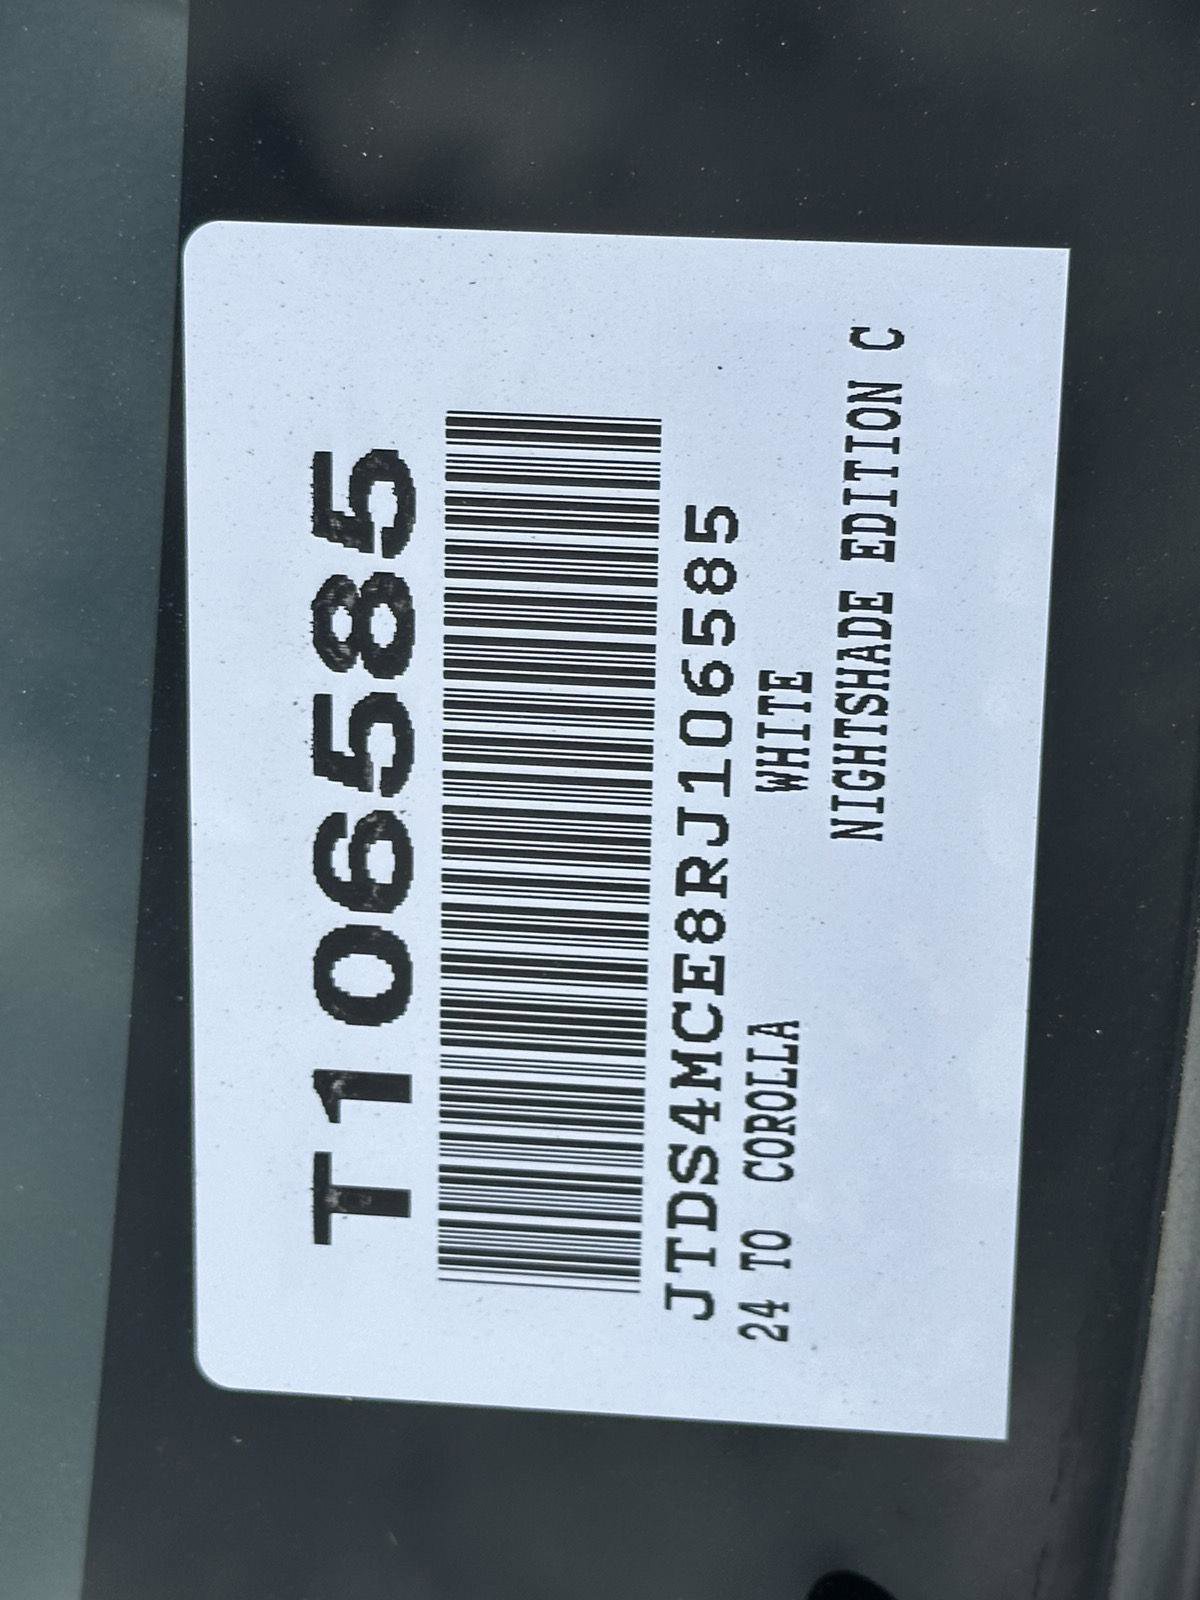 T106585
JTDS4MCE8RJ106585
24 TO COROLLA WHITE
NIGHTSHADE EDITION C